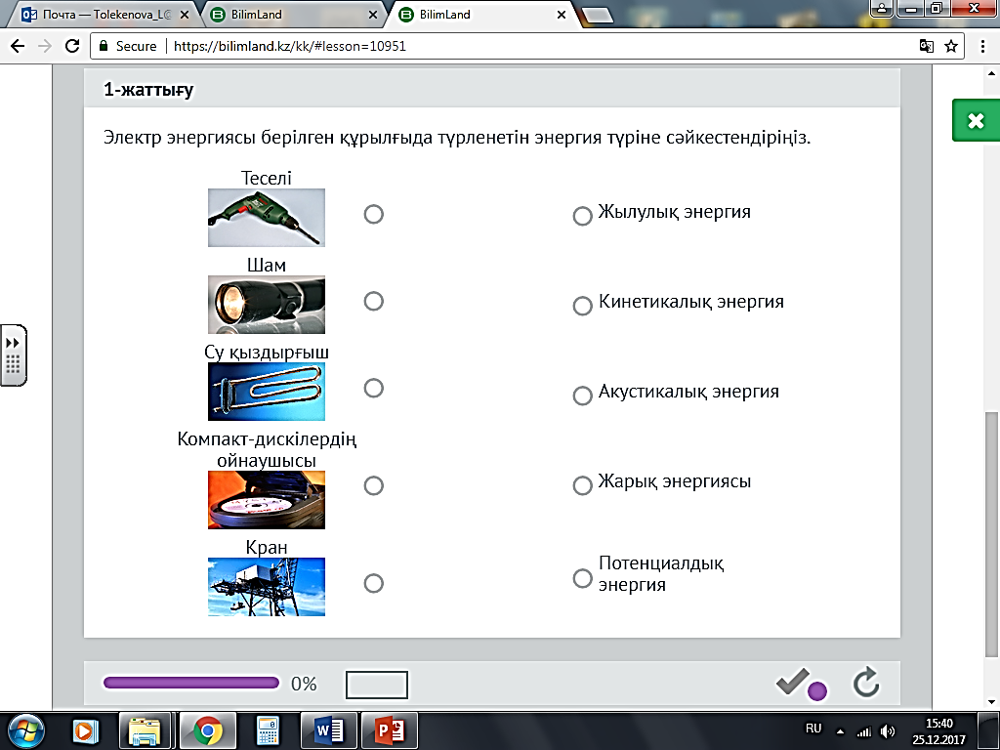 Почта — Tolekenova_L@
BilimLand
BilimLand
Secure
https://bilimland.kz/kk/#lesson=10951
1-жаттығу
Электр энергиясы берілген құрылғыда түрленетін энергия түріне сәйкестендіріңіз.
Теселі
Жылулық энергия
Шам
Кинетикалық энергия
Су қыздырғыш
Акустикалық энергия
Компакт-дискілердің
ойнаушысы
Жарық энергиясы
Кран
Потенциалдық
энергия
0%
RU
15:40
25.12.2017